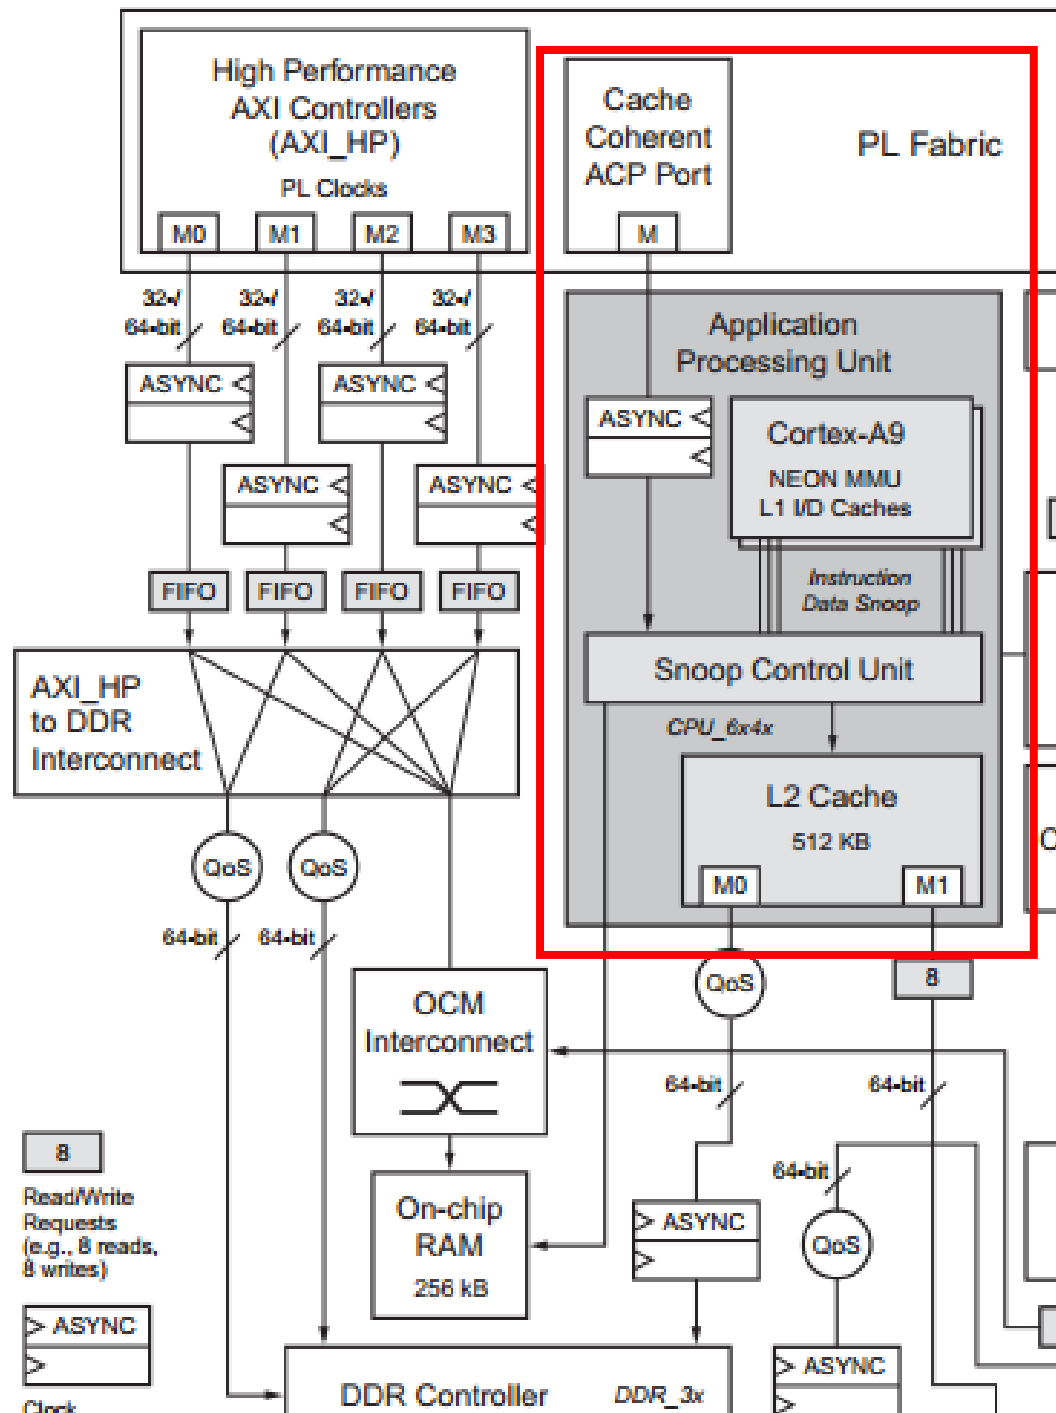 High Performance
AXI Controllers
(AXI_HP)
PL Clocks
M0
M1
M2
M3
Cache
Coherent
ACP Port
M
PL Fabric
32-/
64-bit
32-/
64-bit
32-/
64-bit
32-/
64-bit
ASYNC
ASYNC
ASYNC
ASYNC
FIFO
FIFO
FIFO
FIFO
AXI_HP
to DDR
Interconnect
QoS
QoS
64-bit
64-bit
Application
Processing Unit
ASYNC
Cortex-A9
NEON MMU
L1 I/D Caches
Instruction
Data Snoop
Snoop Control Unit
CPU_6x4x
L2 Cache
512 KB
M0
M1
QoS
8
OCM
Interconnect
64-bit
64-bit
64-bit
On-chip
RAM
256 kB
ASYNC
QoS
8
Read/Write
Requests
(e.g., 8 reads,
8 writes)
ASYNC
Clock
DDR Controller
DDR_3x
ASYNC